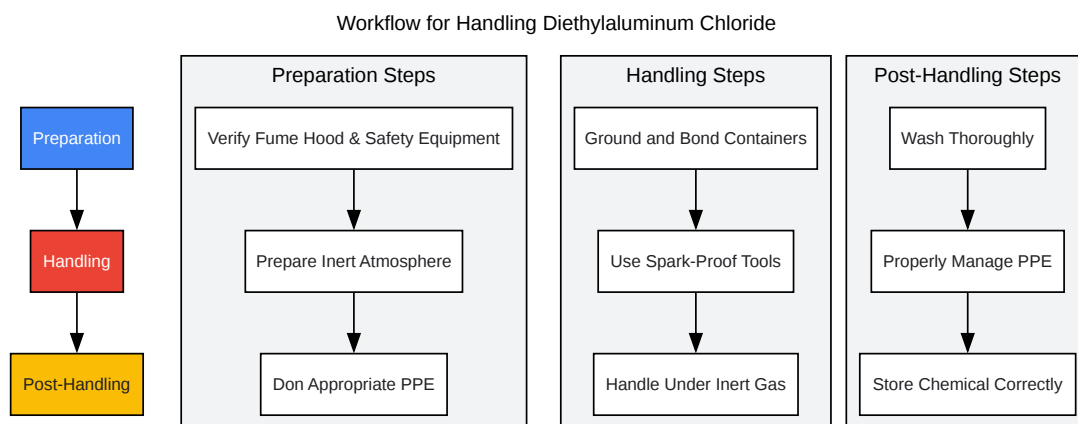 Workflow for Handling Diethylaluminum Chloride
Preparation
Handling
Post-Handling
Preparation Steps
Verify Fume Hood & Safety Equipment
Prepare Inert Atmosphere
Don Appropriate PPE
Handling Steps
Ground and Bond Containers
Use Spark-Proof Tools
Handle Under Inert Gas
Post-Handling Steps
Wash Thoroughly
Properly Manage PPE
Store Chemical Correctly